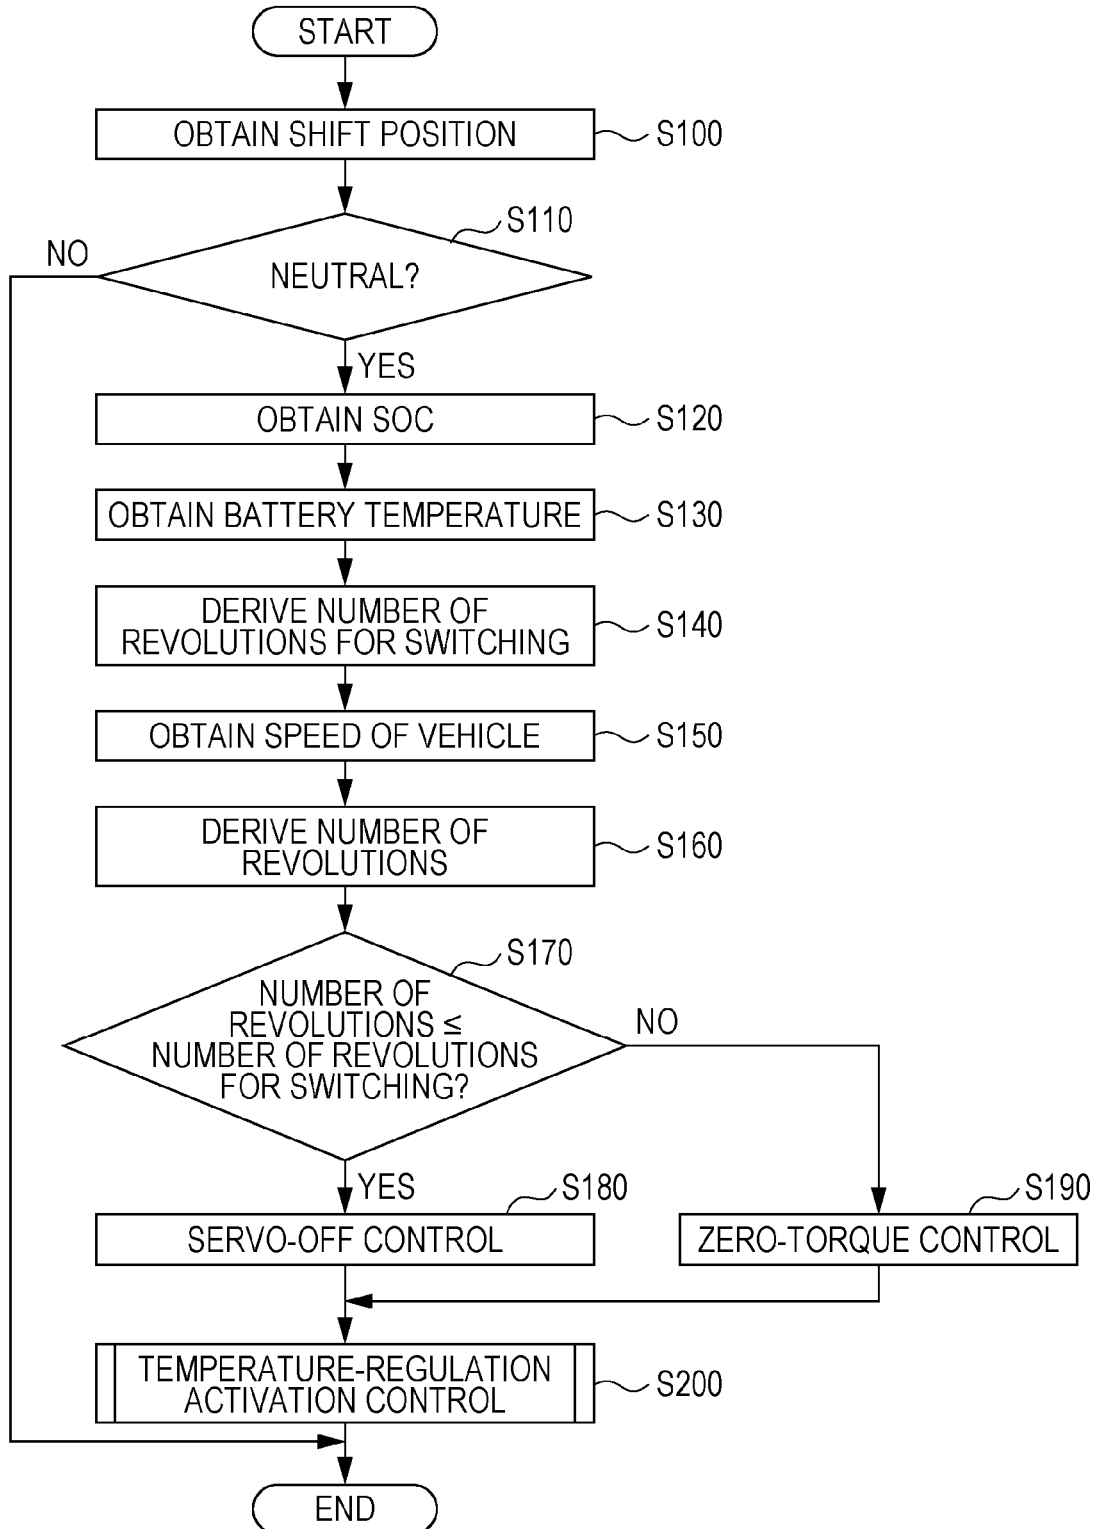 START
OBTAIN SHIFT POSITION
S100
S110
NO
NEUTRAL?
YES
OBTAIN SOC
S120
OBTAIN BATTERY TEMPERATURE
S130
DERIVE NUMBER OF
REVOLUTIONS FOR SWITCHING
S140
OBTAIN SPEED OF VEHICLE
S150
DERIVE NUMBER OF
REVOLUTIONS
S160
S170
NUMBER OF
REVOLUTIONS ≤
NUMBER OF REVOLUTIONS
FOR SWITCHING?
NO
YES
S180
SERVO-OFF CONTROL
S190
ZERO-TORQUE CONTROL
TEMPERATURE-REGULATION
ACTIVATION CONTROL
S200
END